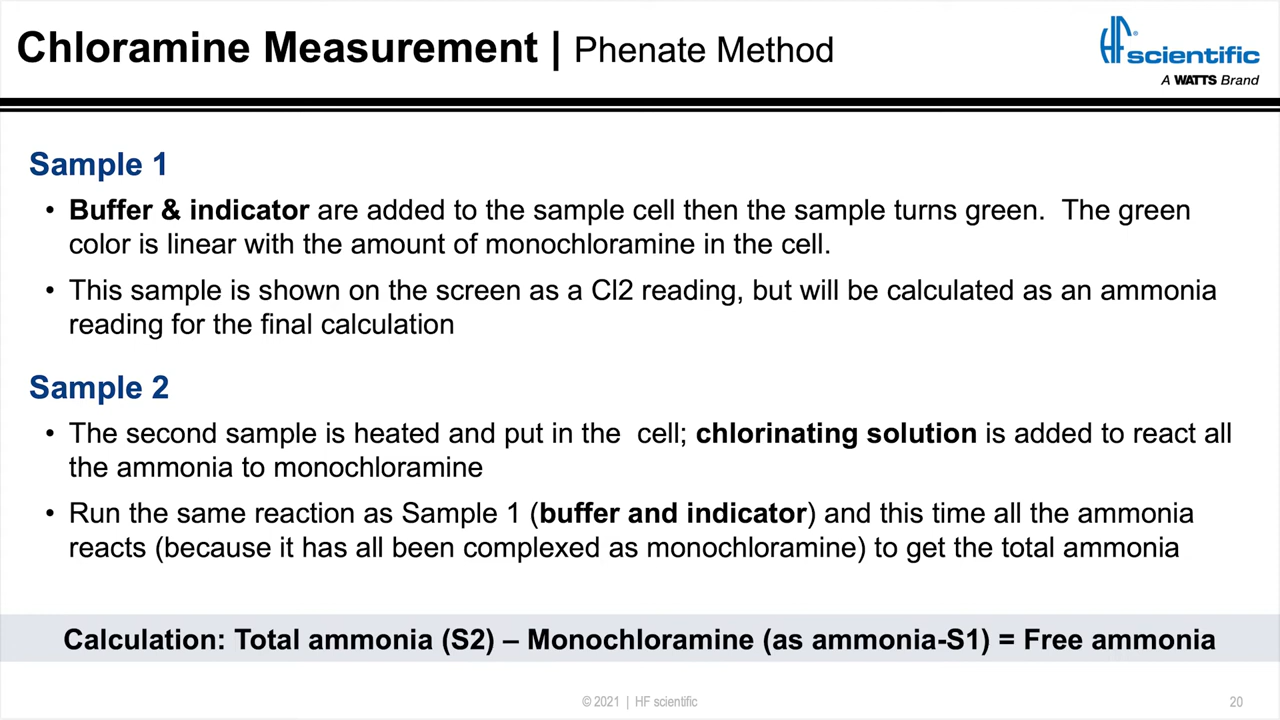 Chloramine Measurement | Phenate Method
HF® scientific
A WATTS Brand
Sample 1
• Buffer & indicator are added to the sample cell then the sample turns green.  The green
color is linear with the amount of monochloramine in the cell.
• This sample is shown on the screen as a Cl2 reading, but will be calculated as an ammonia
reading for the final calculation
Sample 2
• The second sample is heated and put in the  cell; chlorinating solution is added to react all
the ammonia to monochloramine
• Run the same reaction as Sample 1 (buffer and indicator) and this time all the ammonia
reacts (because it has all been complexed as monochloramine) to get the total ammonia
Calculation: Total ammonia (S2) – Monochloramine (as ammonia-S1) = Free ammonia
© 2021 | HF scientific
20